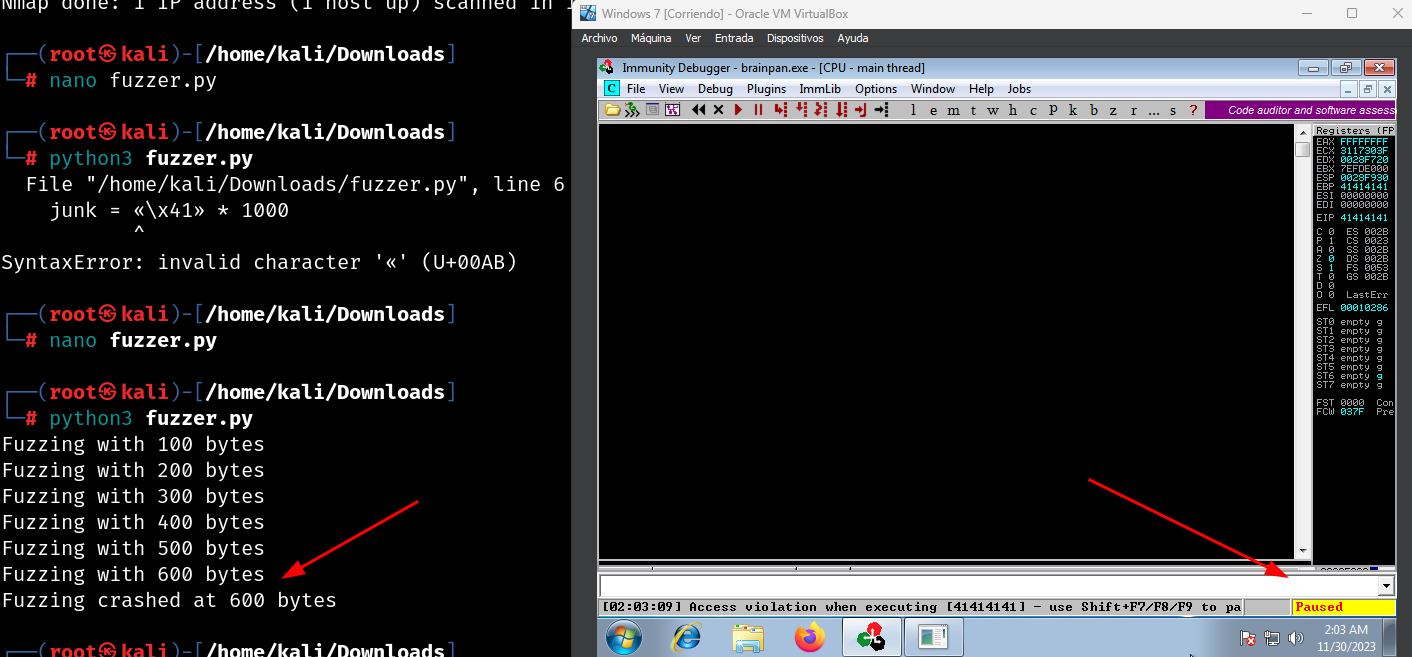 Nmap done: 1 IP address (1 host up) scanned in
┌──(root㉿kali)-[/home/kali/Downloads]
└─# nano fuzzer.py
┌──(root㉿kali)-[/home/kali/Downloads]
└─# python3 fuzzer.py
File "/home/kali/Downloads/fuzzer.py", line 6
junk = «\x41» * 1000
^
SyntaxError: invalid character '«' (U+00AB)
┌──(root㉿kali)-[/home/kali/Downloads]
└─# nano fuzzer.py
┌──(root㉿kali)-[/home/kali/Downloads]
└─# python3 fuzzer.py
Fuzzing with 100 bytes
Fuzzing with 200 bytes
Fuzzing with 300 bytes
Fuzzing with 400 bytes
Fuzzing with 500 bytes
Fuzzing with 600 bytes
Fuzzing crashed at 600 bytes
┌──(root㉿kali)-[/home/kali/Downloads]
Windows 7 [Corriendo] - Oracle VM VirtualBox
Archivo Máquina Ver Entrada Dispositivos Ayuda
Immunity Debugger - brainpan.exe - [CPU - main thread]
C File View Debug Plugins ImmLib Options Window Help Jobs
l e m t w h c P k b z r ... s ? Code auditor and software assess
Registers (FP
EAX FFFFFFFF
ECX 3117303F
EDX 0028F720
EBX 7EFDE000
ESP 0028F930
EBP 41414141
ESI 00000000
EDI 00000000
EIP 41414141
C 0 ES 002B
P 1 CS 0023
A 0 SS 002B
Z 0 DS 002B
S 1 FS 0053
T 0 GS 002B
D 0
O 0 LastErr
EFL 00010286
ST0 empty g
ST1 empty g
ST2 empty g
ST3 empty g
ST4 empty g
ST5 empty g
ST6 empty g
ST7 empty g
FST 0000 Con
FCW 037F Pre
[02:03:09] Access violation when executing [41414141] - use Shift+F7/F8/F9 to pa
Paused
2:03 AM
11/30/2023